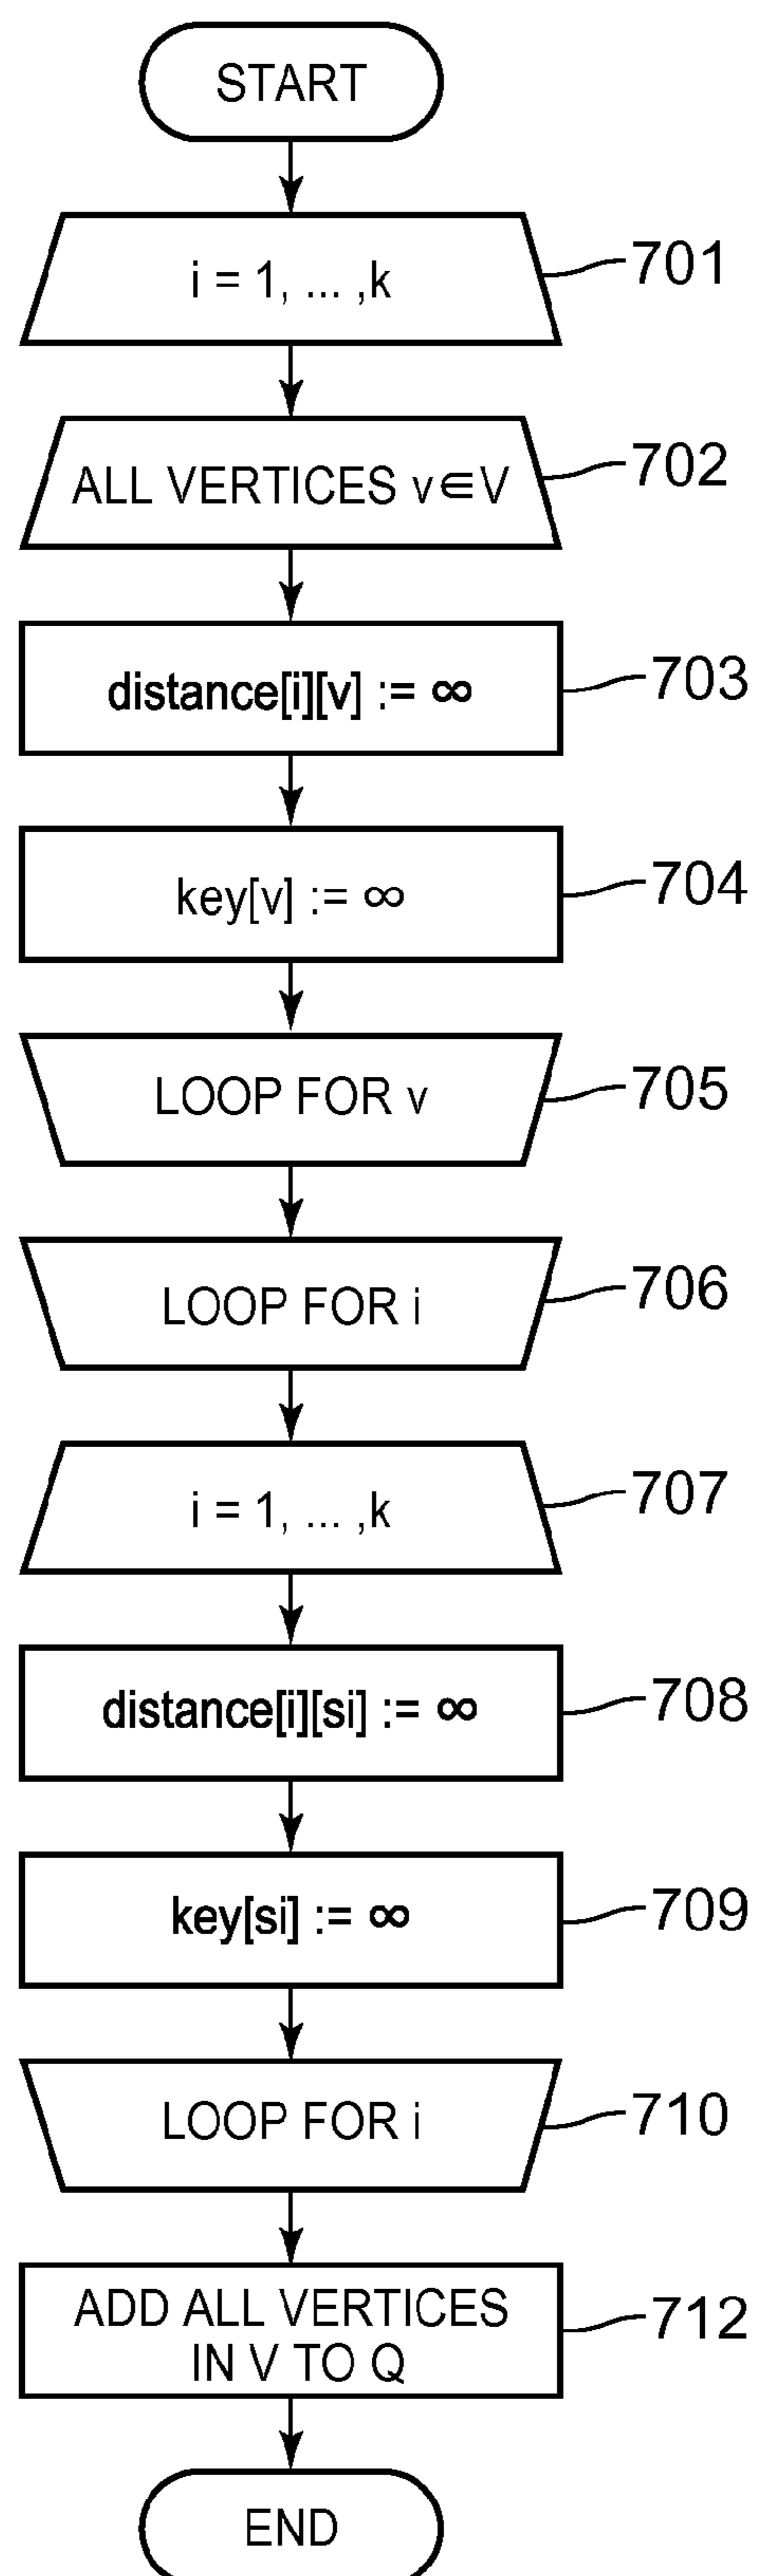 START
i = 1, ... ,k
701
ALL VERTICES v∈V
702
distance[i][v] := ∞
703
key[v] := ∞
704
LOOP FOR v
705
LOOP FOR i
706
i = 1, ... ,k
707
distance[i][si] := ∞
708
key[si] := ∞
709
LOOP FOR i
710
ADD ALL VERTICES
IN V TO Q
712
END